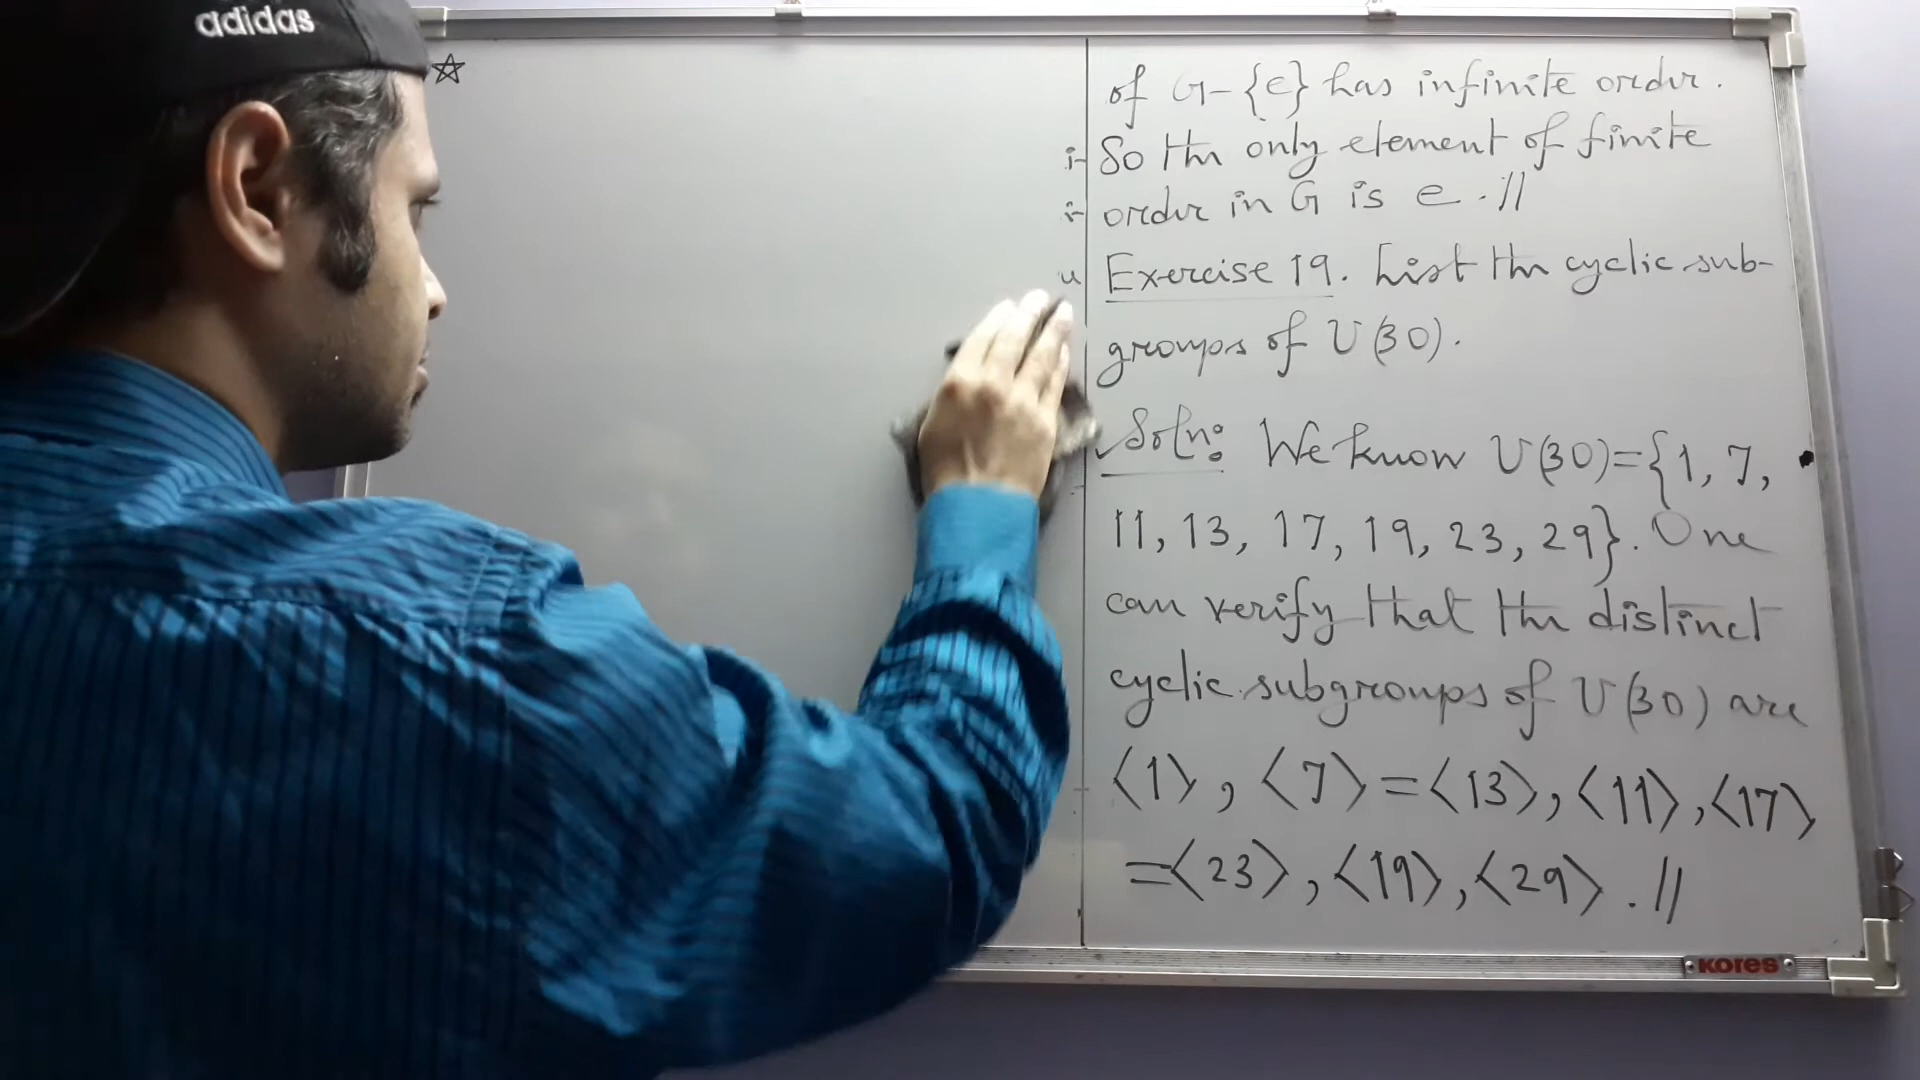 adidas
of G-{e} has infinite order.
So the only element of finite
order in G is e. //
Exercise 19. List the cyclic sub-
groups of U(30).
Soln: We know U(30)={1, 7,
11, 13, 17, 19, 23, 29}. One
can verify that the distinct
cyclic subgroups of U(30) are
⟨1⟩, ⟨7⟩=⟨13⟩, ⟨11⟩, ⟨17⟩
=⟨23⟩, ⟨19⟩, ⟨29⟩. //
KORES